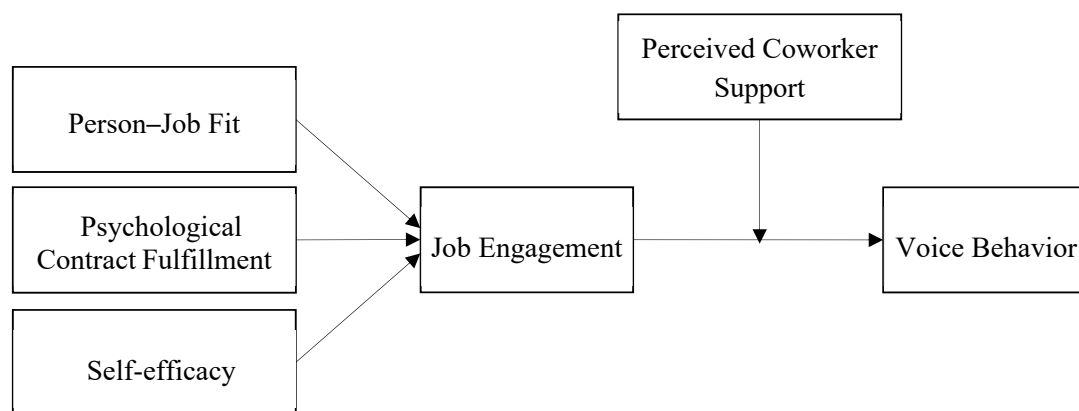 Perceived Coworker
Support
Person–Job Fit
Psychological
Contract Fulfillment
Job Engagement
Voice Behavior
Self-efficacy